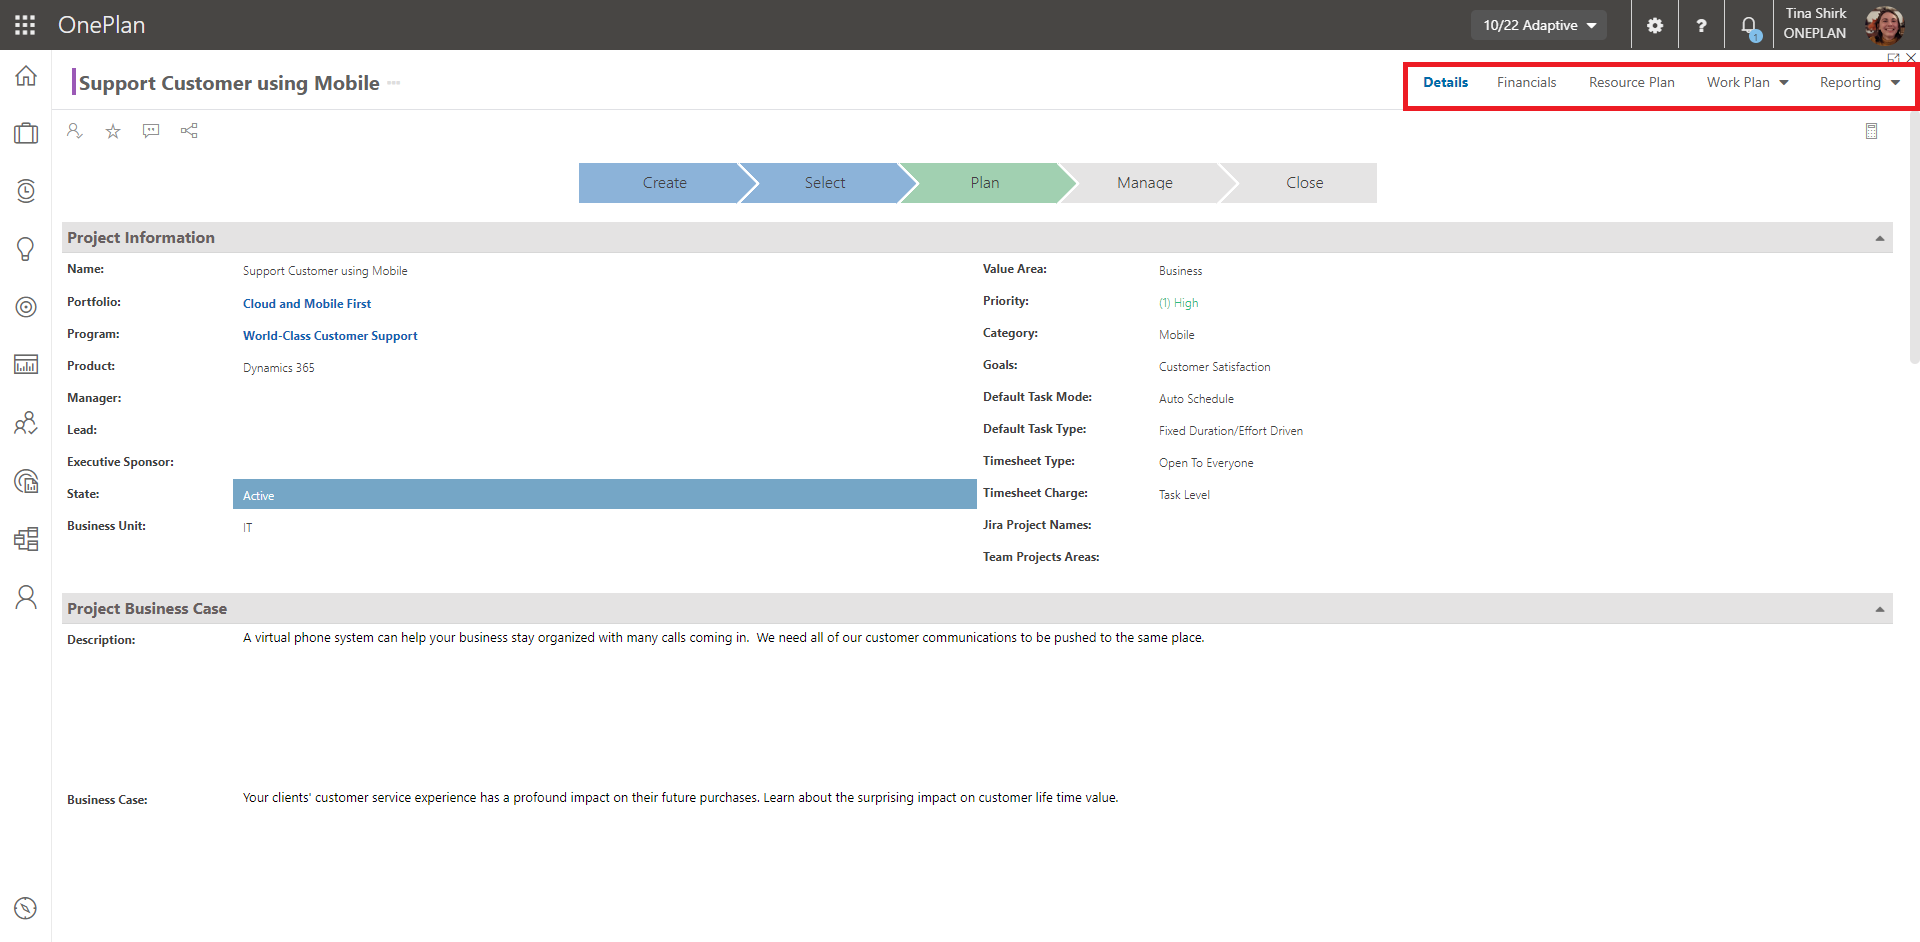 OnePlan
10/22 Adaptive
?
1
Tina Shirk
ONEPLAN
Support Customer using Mobile
Details Financials Resource Plan Work Plan Reporting
Create Select Plan Manage Close
Project Information
Name: Support Customer using Mobile
Portfolio: Cloud and Mobile First
Program: World-Class Customer Support
Product: Dynamics 365
Manager:
Lead:
Executive Sponsor:
State: Active
Business Unit: IT
Value Area: Business
Priority: (1) High
Category: Mobile
Goals: Customer Satisfaction
Default Task Mode: Auto Schedule
Default Task Type: Fixed Duration/Effort Driven
Timesheet Type: Open To Everyone
Timesheet Charge: Task Level
Jira Project Names:
Team Projects Areas:
Project Business Case
Description: A virtual phone system can help your business stay organized with many calls coming in.  We need all of our customer communications to be pushed to the same place.
Business Case: Your clients' customer service experience has a profound impact on their future purchases. Learn about the surprising impact on customer life time value.